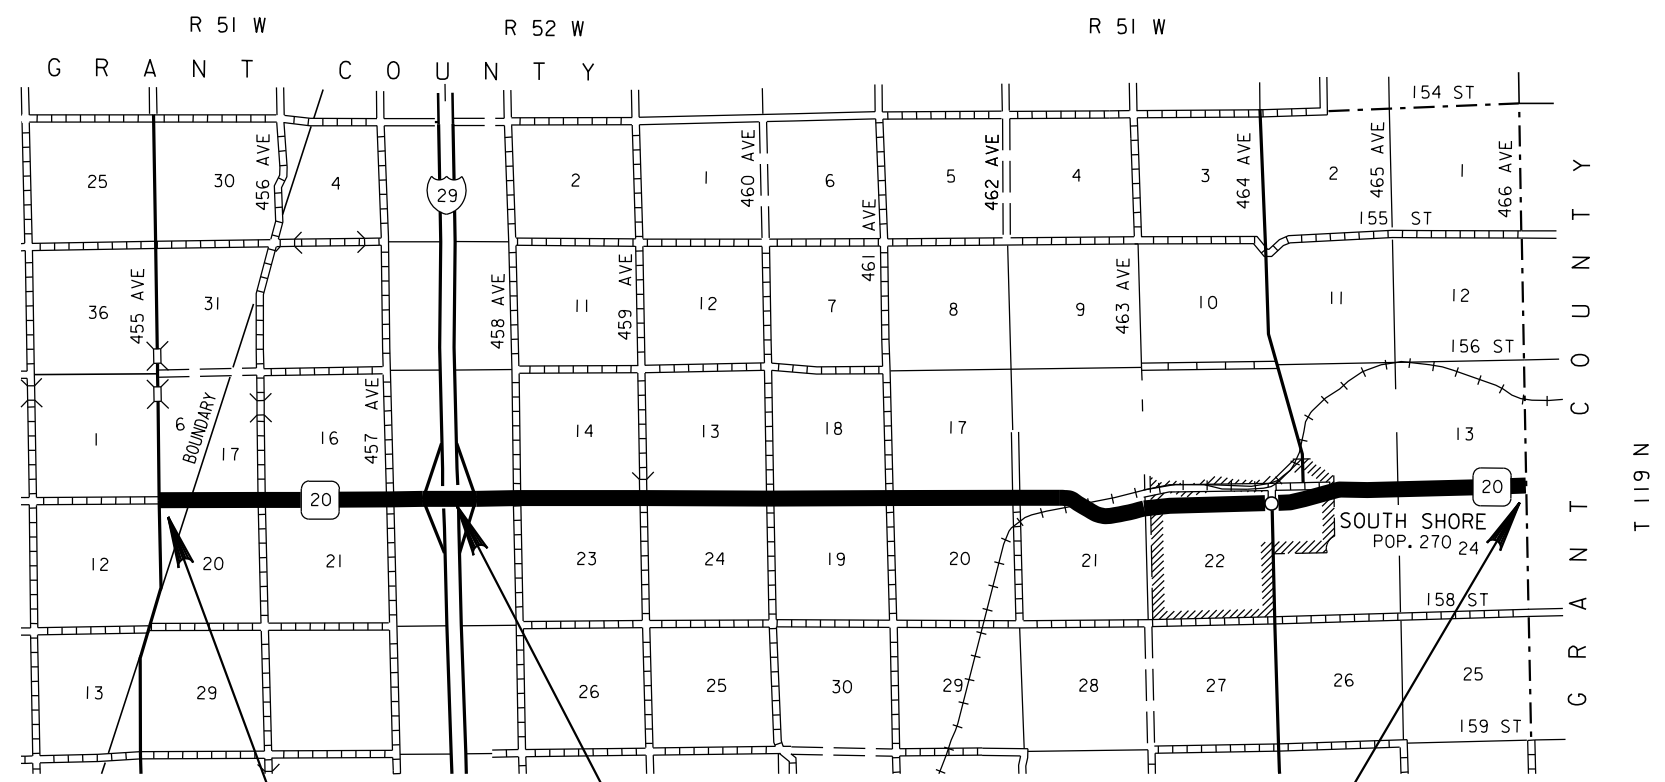 R 51 W R 52 W R 51 W
GRANT COUNTY
154 ST
25 30 456 AVE 4 29 2 1 460 AVE 6 5 462 AVE 4 3 464 AVE 2 465 AVE 1 466 AVE
461 AVE
155 ST
36 455 AVE 31 458 AVE 11 459 AVE 12 7 8 9 463 AVE 10 11 12
156 ST
1 6 BOUNDARY 17 16 457 AVE 14 13 18 17 13
20 20
SOUTH SHORE
POP. 270
12 20 21 23 24 19 20 21 22 24
158 ST
13 29 26 25 30 29 28 27 26 25
159 ST
GRANT COUNTY
T 119 N